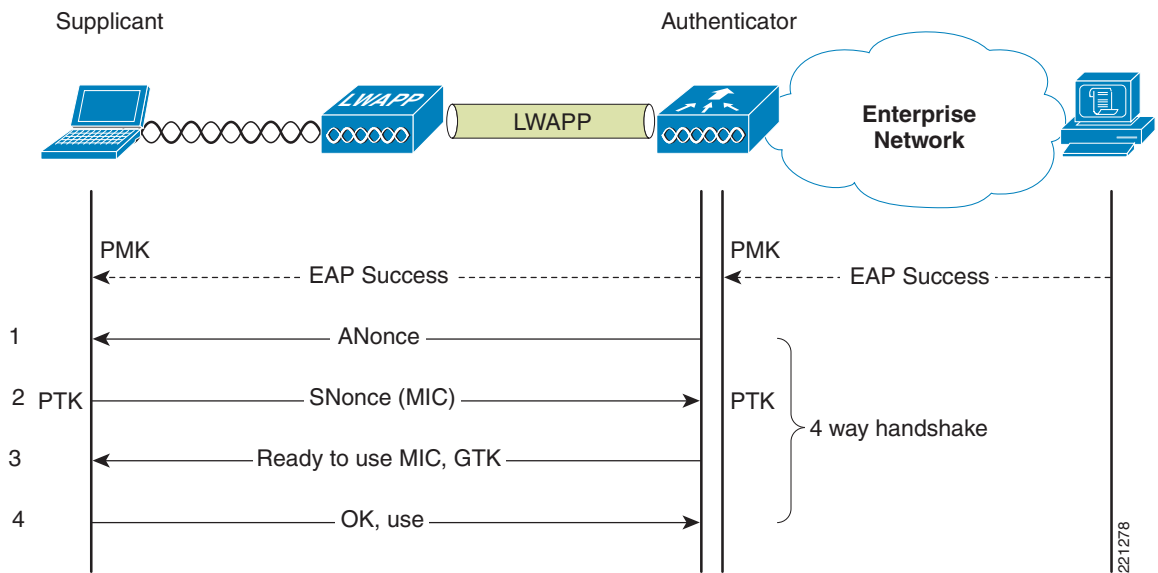 Supplicant
Authenticator
LWAPP
LWAPP
Enterprise
Network
PMK
PMK
EAP Success
EAP Success
1
ANonce
2
PTK
SNonce (MIC)
PTK
4 way handshake
3
Ready to use MIC, GTK
4
OK, use
221278